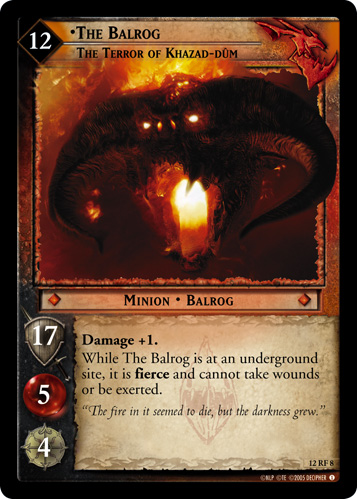 12
•The Balrog
The Terror of Khazad-dûm
Minion • Balrog
17
Damage +1.
While The Balrog is at an underground
site, it is fierce and cannot take wounds
or be exerted.
5
“The fire in it seemed to die, but the darkness grew.”
4
12 RF 8
©NLP ©TE ©2005 DECIPHER